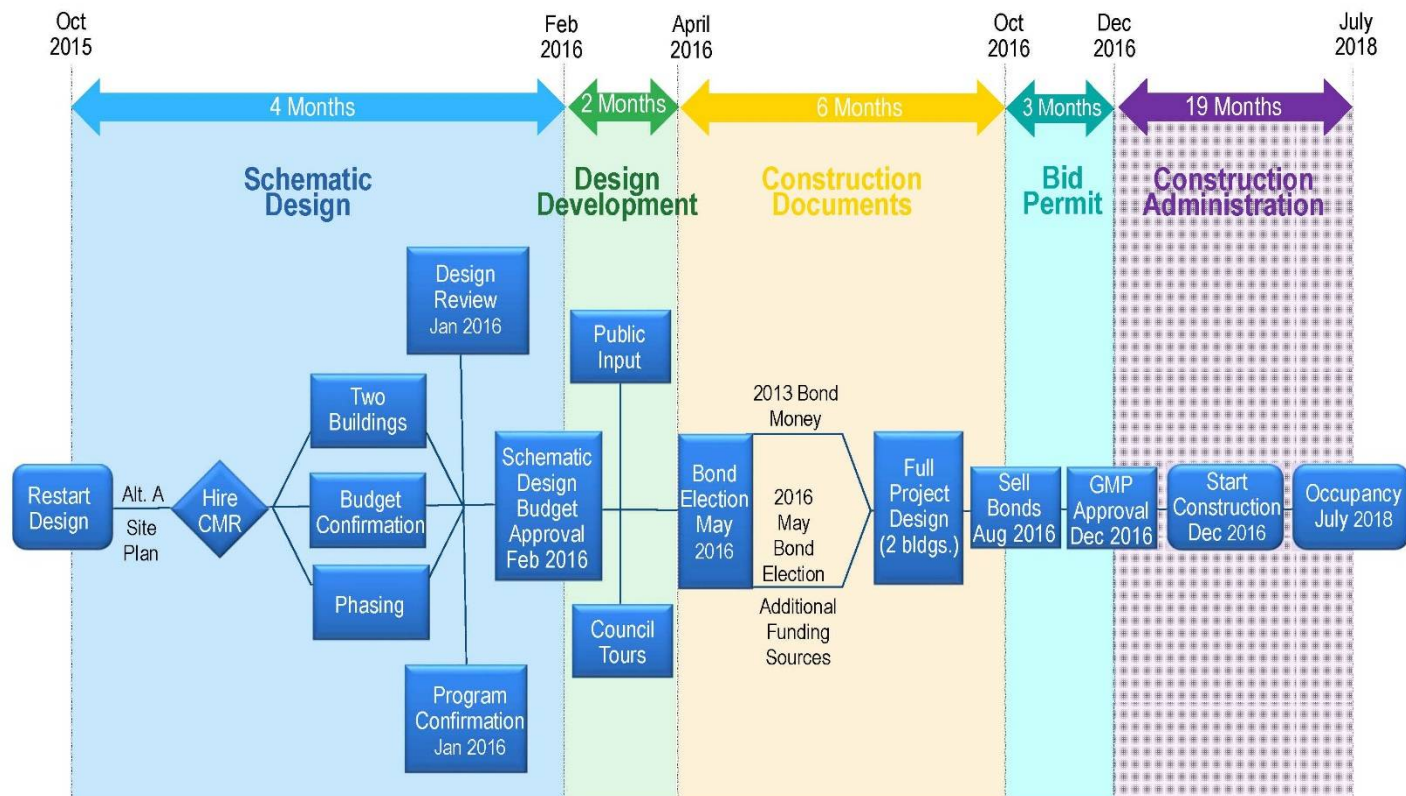 Oct
2015
Feb
2016
April
2016
Oct
2016
Dec
2016
July
2018
4 Months
2 Months
6 Months
3 Months
19 Months
Schematic
Design
Design
Development
Construction
Documents
Bid
Permit
Construction
Administration
Restart
Design
Alt. A
Site
Plan
Hire
CMR
Two
Buildings
Budget
Confirmation
Phasing
Design
Review
Jan 2016
Program
Confirmation
Jan 2016
Schematic
Design
Budget
Approval
Feb 2016
Public
Input
Council
Tours
Bond
Election
May
2016
2013 Bond
Money
2016
May
Bond
Election
Additional
Funding
Sources
Full
Project
Design
(2 bldgs.)
Sell
Bonds
Aug 2016
GMP
Approval
Dec 2016
Start
Construction
Dec 2016
Occupancy
July 2018